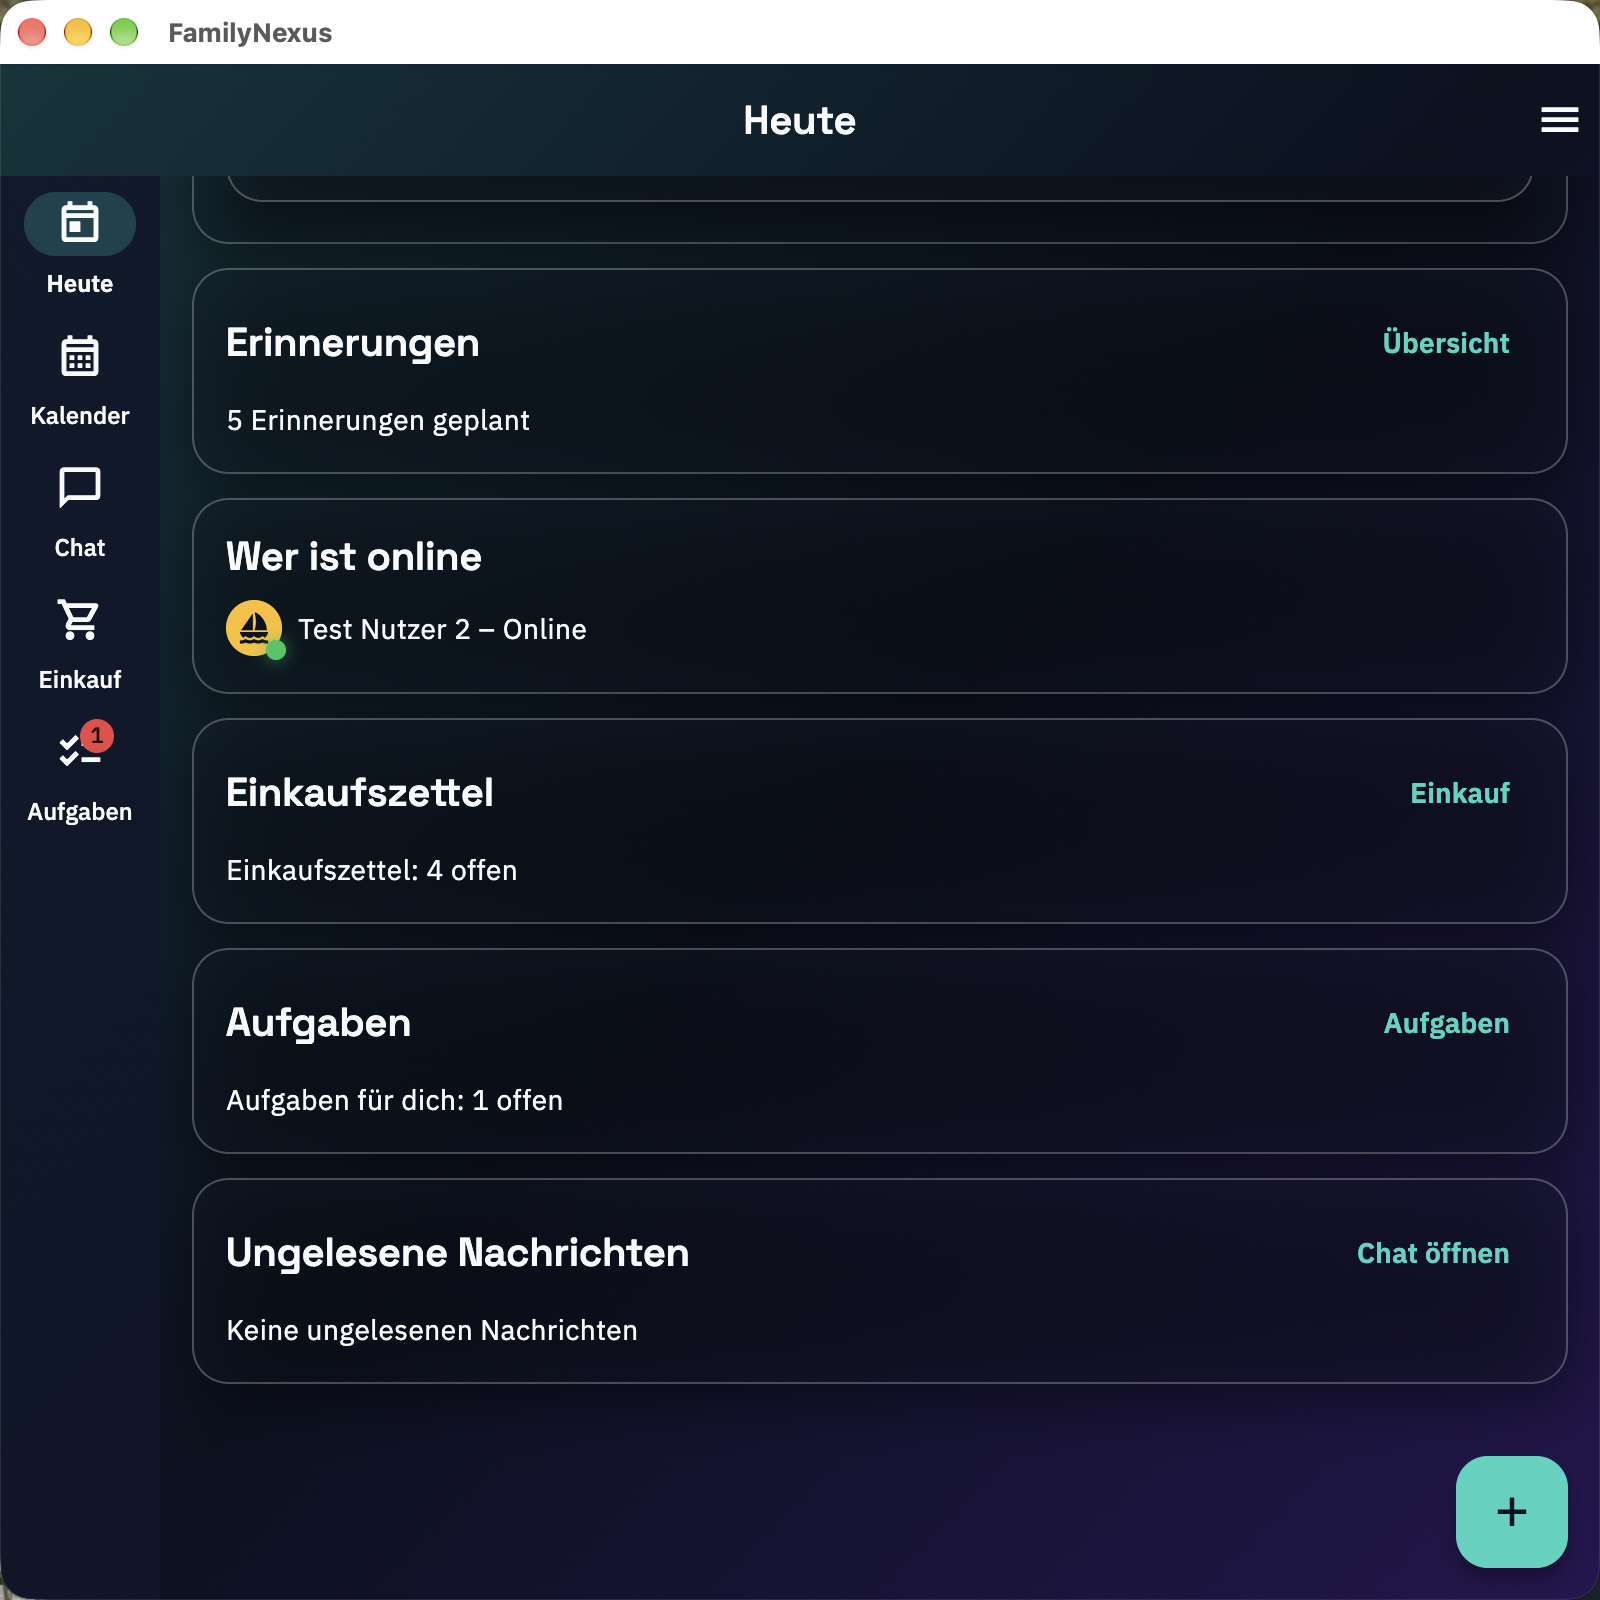 FamilyNexus
Heute
Heute
Kalender
Chat
Einkauf
1
Aufgaben
Erinnerungen
Übersicht
5 Erinnerungen geplant
Wer ist online
Test Nutzer 2 – Online
Einkaufszettel
Einkauf
Einkaufszettel: 4 offen
Aufgaben
Aufgaben
Aufgaben für dich: 1 offen
Ungelesene Nachrichten
Chat öffnen
Keine ungelesenen Nachrichten
+